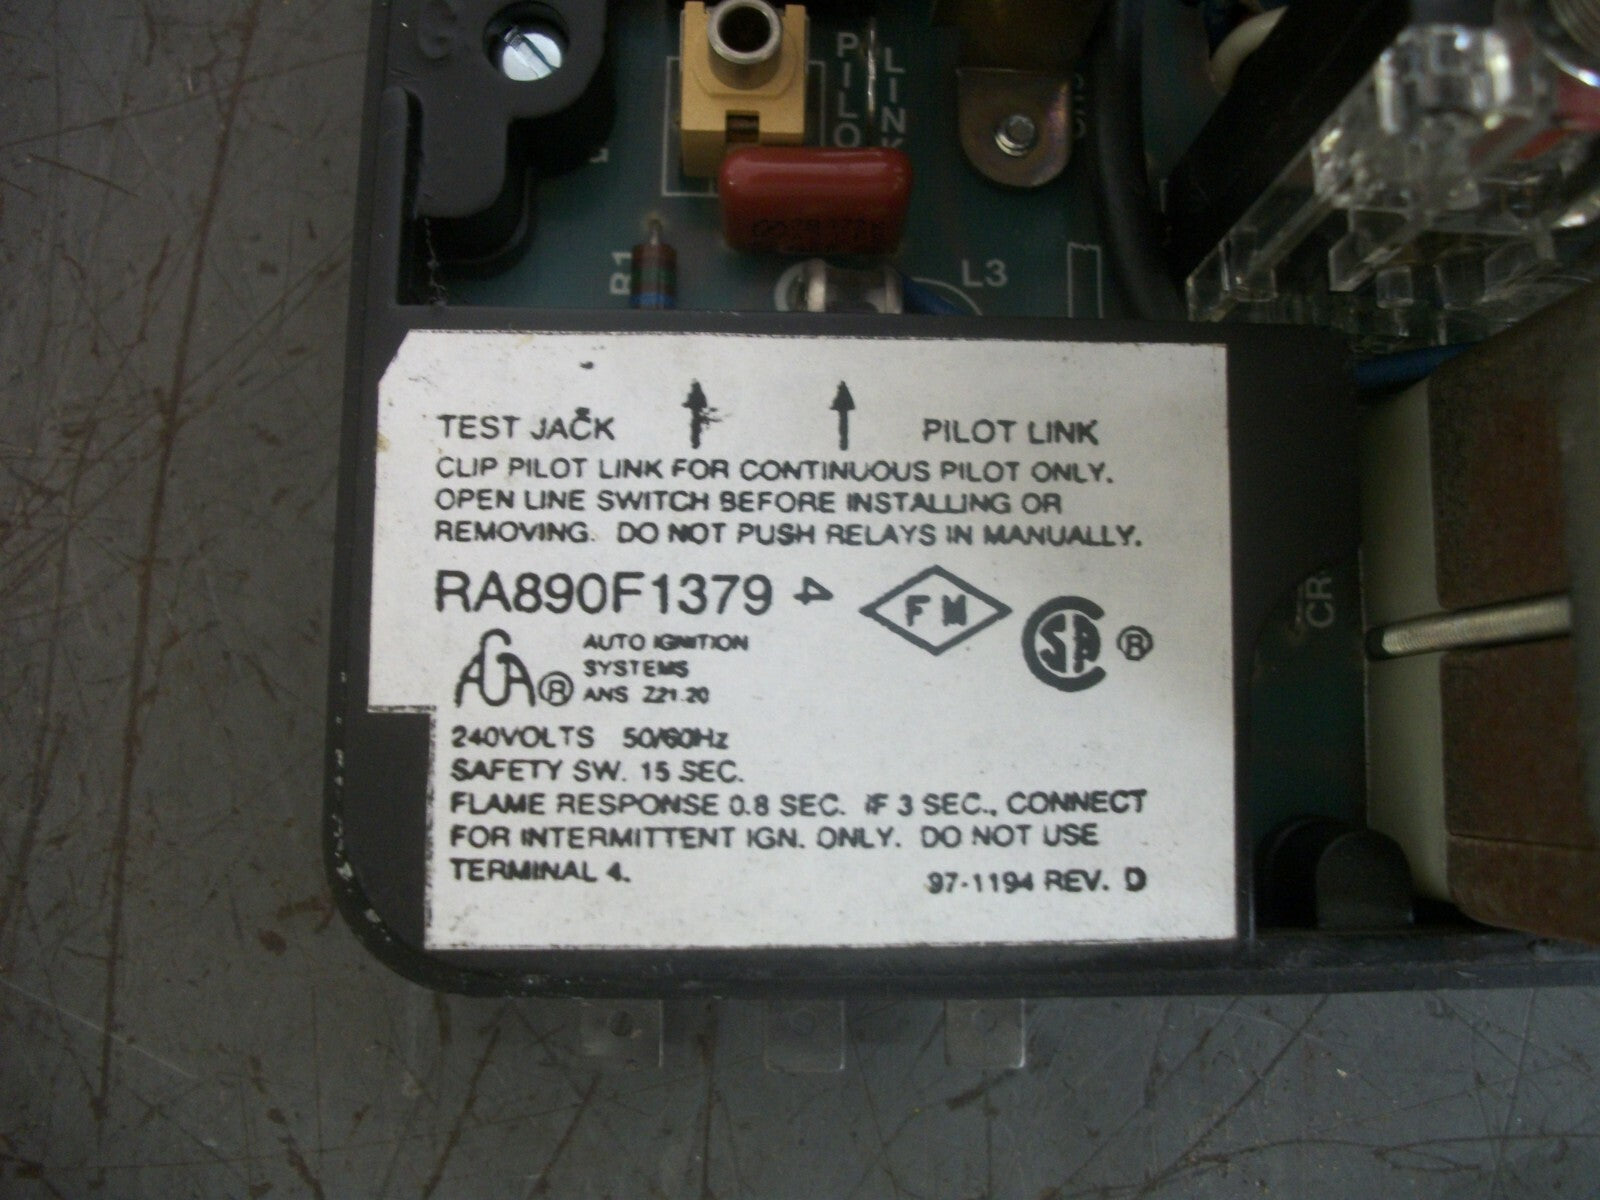 PILOT
LINK
R1
L3
TEST JACK PILOT LINK
CLIP PILOT LINK FOR CONTINUOUS PILOT ONLY.
OPEN LINE SWITCH BEFORE INSTALLING OR
REMOVING. DO NOT PUSH RELAYS IN MANUALLY.
RA890F1379 4
FM
SA ®
AGA ®
AUTO IGNITION
SYSTEMS
ANS Z21.20
240VOLTS 50/60Hz
SAFETY SW. 15 SEC.
FLAME RESPONSE 0.8 SEC. IF 3 SEC., CONNECT
FOR INTERMITTENT IGN. ONLY. DO NOT USE
TERMINAL 4.
97-1194 REV. D
CR